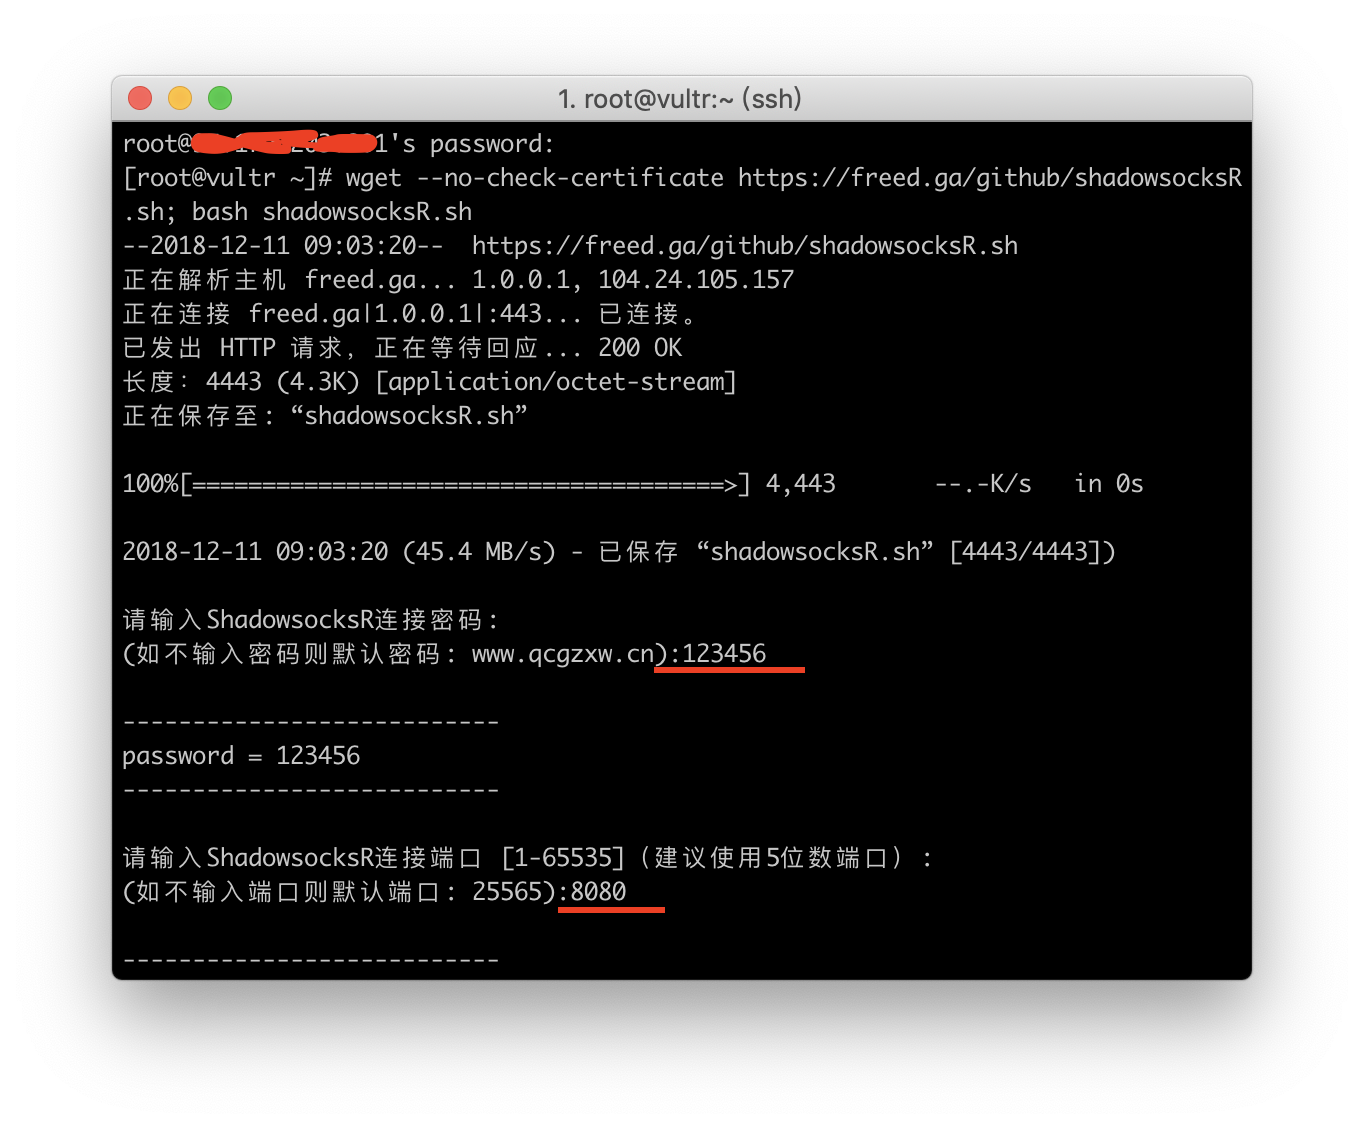 1. root@vultr:~ (ssh)
root@ 1's password:
[root@vultr ~]# wget --no-check-certificate https://freed.ga/github/shadowsocksR
.sh; bash shadowsocksR.sh
--2018-12-11 09:03:20-- https://freed.ga/github/shadowsocksR.sh
正在解析主机 freed.ga... 1.0.0.1, 104.24.105.157
正在连接 freed.ga|1.0.0.1|:443... 已连接。
已发出 HTTP 请求，正在等待回应... 200 OK
长度：4443 (4.3K) [application/octet-stream]
正在保存至: “shadowsocksR.sh”
100%[======================================>] 4,443 --.-K/s in 0s
2018-12-11 09:03:20 (45.4 MB/s) - 已保存 “shadowsocksR.sh” [4443/4443])
请输入ShadowsocksR连接密码:
(如不输入密码则默认密码: www.qcgzxw.cn):123456
---------------------------
password = 123456
---------------------------
请输入ShadowsocksR连接端口 [1-65535]（建议使用5位数端口）:
(如不输入端口则默认端口: 25565):8080
---------------------------